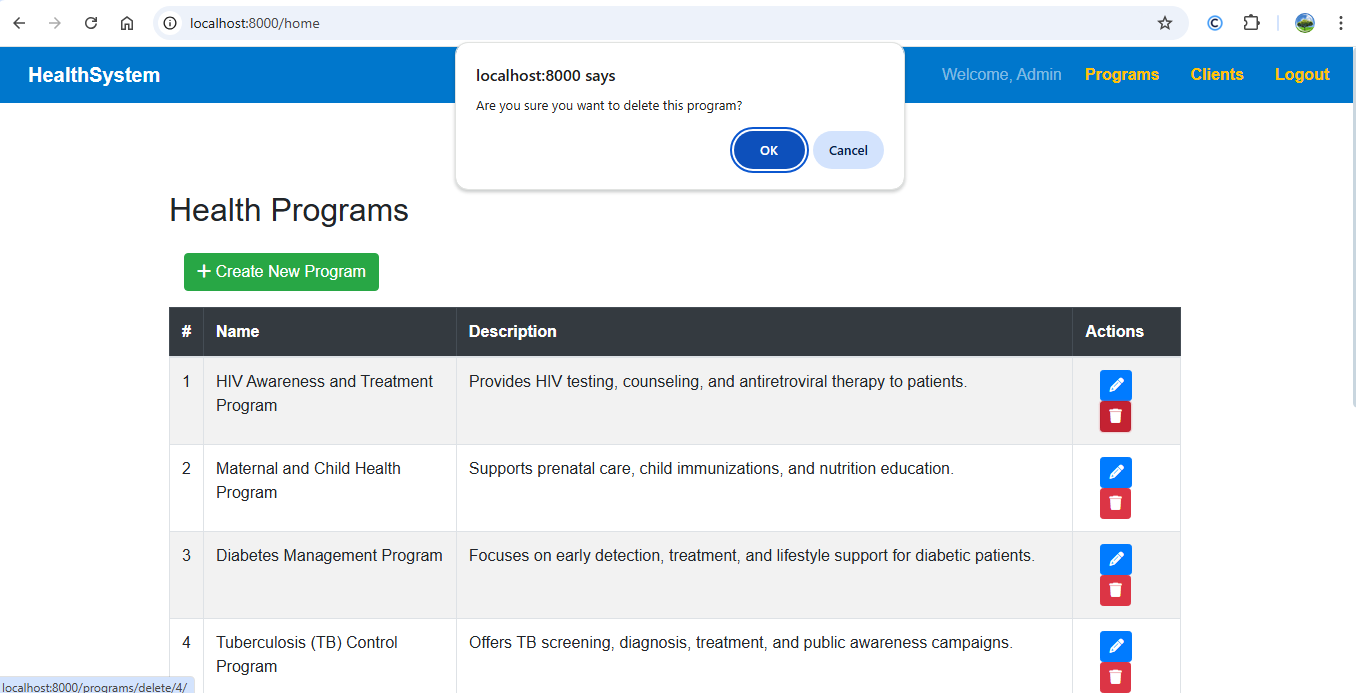 localhost:8000/home
localhost:8000 says
Are you sure you want to delete this program?
OK Cancel
HealthSystem Welcome, Admin Programs Clients Logout
Health Programs
+ Create New Program
# Name Description Actions
1 HIV Awareness and Treatment Provides HIV testing, counseling, and antiretroviral therapy to patients.
Program
2 Maternal and Child Health Supports prenatal care, child immunizations, and nutrition education.
Program
3 Diabetes Management Program Focuses on early detection, treatment, and lifestyle support for diabetic patients.
4 Tuberculosis (TB) Control Offers TB screening, diagnosis, treatment, and public awareness campaigns.
Program
localhost:8000/programs/delete/4/